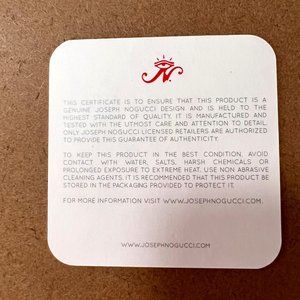 THIS CERTIFICATE IS TO ENSURE THAT THIS PRODUCT IS A
GENUINE JOSEPH NOGUCCI DESIGN AND IS HELD TO THE
HIGHEST STANDARD OF QUALITY. IT IS MANUFACTURED AND
TESTED WITH THE UTMOST CARE AND ATTENTION TO DETAIL.
ONLY JOSEPH NOGUCCI LICENSED RETAILERS ARE AUTHORIZED
TO PROVIDE THIS GUARANTEE OF AUTHENTICITY.
TO KEEP THIS PRODUCT IN THE BEST CONDITION, AVOID
CONTACT WITH WATER, SALTS, HARSH CHEMICALS OR
PROLONGED EXPOSURE TO EXTREME HEAT. USE NON ABRASIVE
CLEANING AGENTS. IT IS RECOMMENDED THAT THIS PRODUCT BE
STORED IN THE PACKAGING PROVIDED TO PROTECT IT.
FOR MORE INFORMATION VISIT WWW.JOSEPHNOGUCCI.COM.
WWW.JOSEPHNOGUCCI.COM